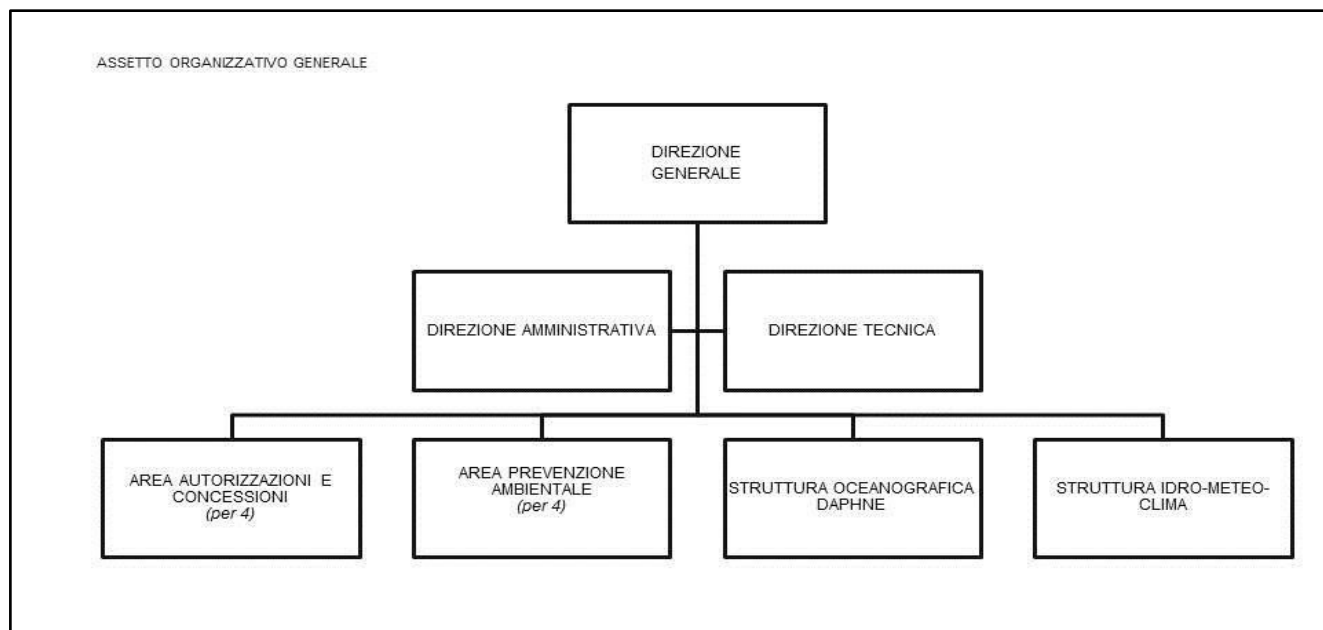 ASSETTO ORGANIZZATIVO GENERALE
DIREZIONE
GENERALE
DIREZIONE AMMINISTRATIVA
DIREZIONE TECNICA
AREA AUTORIZZAZIONI E
CONCESSIONI
(per 4)
AREA PREVENZIONE
AMBIENTALE
(per 4)
STRUTTURA OCEANOGRAFICA
DAPHNE
STRUTTURA IDRO-METEO-
CLIMA